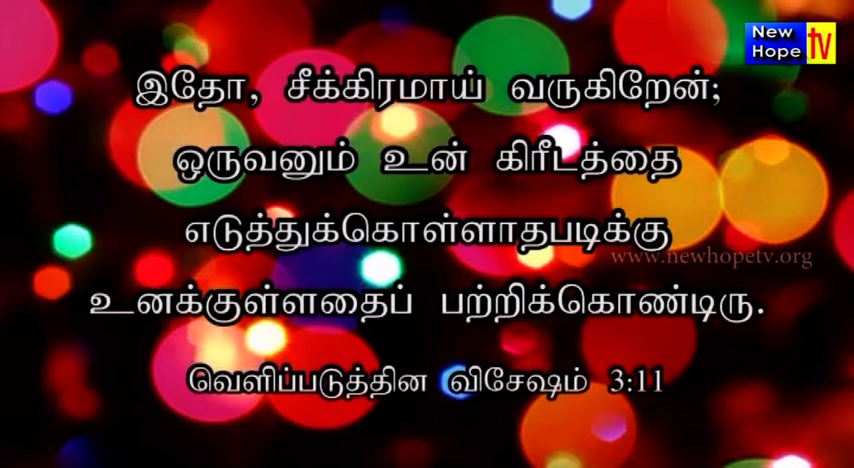 New
Hope tv
இதோ, சீக்கிரமாய் வருகிறேன்;
ஒருவனும் உன் கிரீடத்தை
எடுத்துக்கொள்ளாதபடிக்கு
www.newhopetv.org
உனக்குள்ளதைப் பற்றிக்கொண்டிரு.
வெளிப்படுத்தின விசேஷம் 3:11